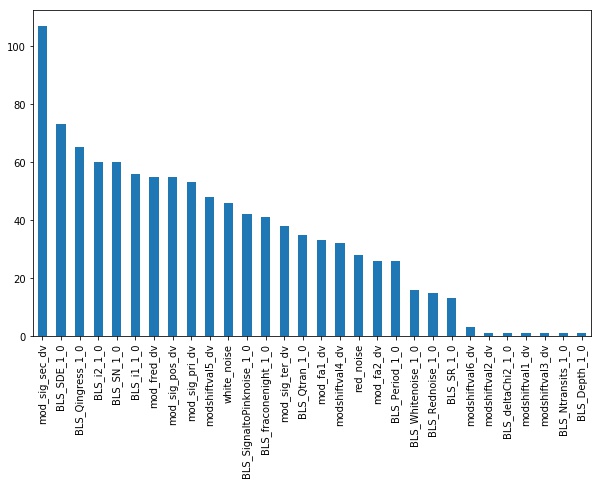 100
80
60
40
20
0
mod_sig_sec_dv
BLS_SDE_1_0
BLS_Qingress_1_0
BLS_i2_1_0
BLS_SN_1_0
BLS_i1_1_0
mod_fred_dv
mod_sig_pos_dv
mod_sig_pri_dv
modshiftval5_dv
white_noise
BLS_SignaltoPinknoise_1_0
BLS_fraconenight_1_0
mod_sig_ter_dv
BLS_Qtran_1_0
mod_fa1_dv
modshiftval4_dv
red_noise
mod_fa2_dv
BLS_Period_1_0
BLS_Whitenoise_1_0
BLS_Rednoise_1_0
BLS_SR_1_0
modshiftval6_dv
modshiftval2_dv
BLS_deltaChi2_1_0
modshiftval1_dv
modshiftval3_dv
BLS_Ntransits_1_0
BLS_Depth_1_0